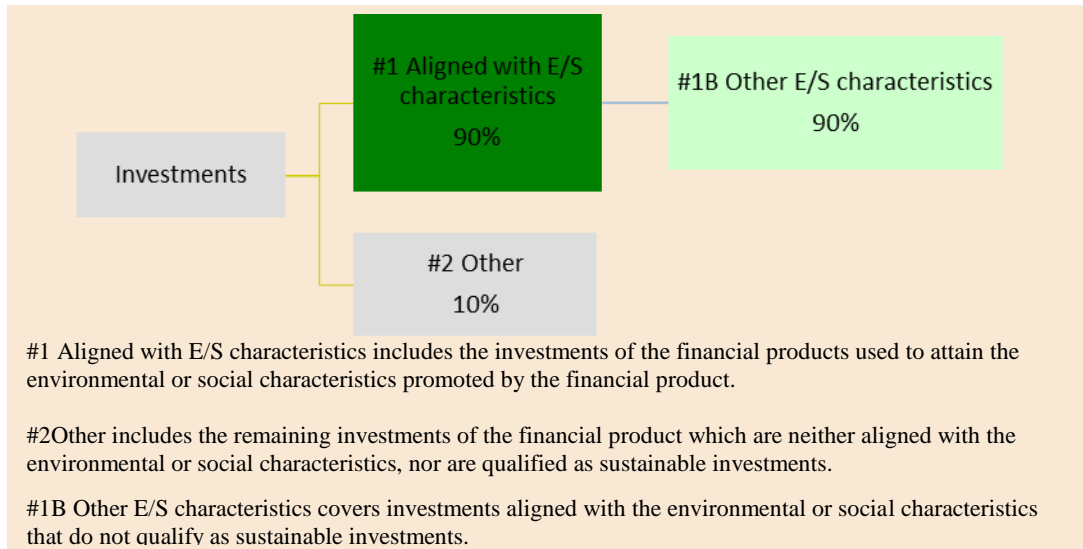 #1 Aligned with E/S
characteristics
90%
#1B Other E/S characteristics
90%
Investments
#2 Other
10%
#1 Aligned with E/S characteristics includes the investments of the financial products used to attain the
environmental or social characteristics promoted by the financial product.
#2Other includes the remaining investments of the financial product which are neither aligned with the
environmental or social characteristics, nor are qualified as sustainable investments.
#1B Other E/S characteristics covers investments aligned with the environmental or social characteristics
that do not qualify as sustainable investments.